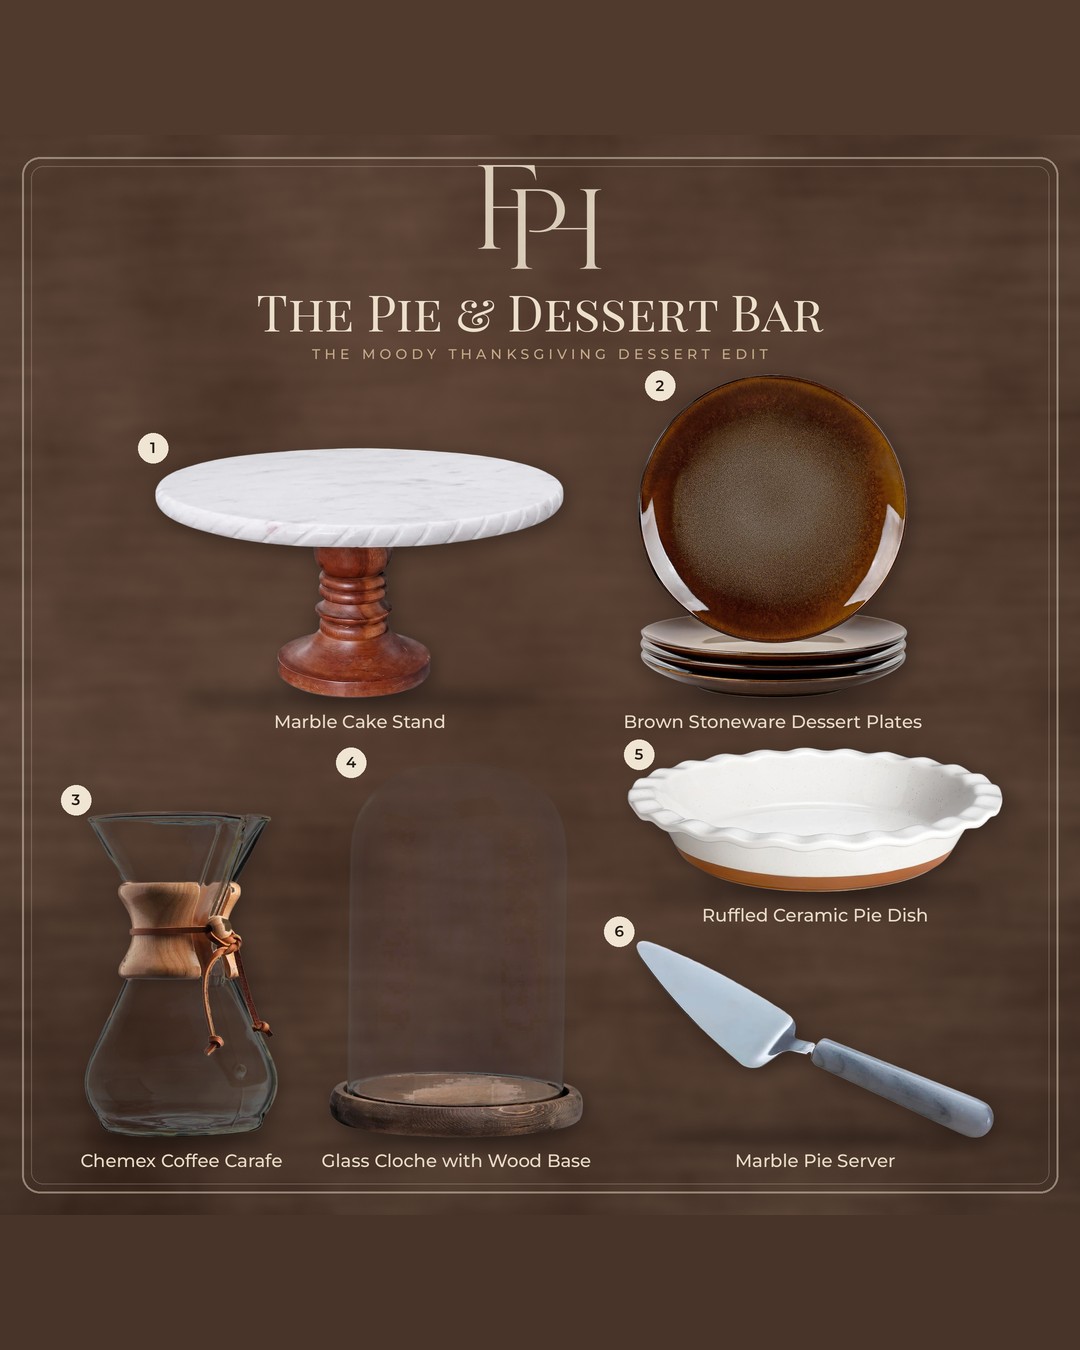 FPH
THE PIE & DESSERT BAR
THE MOODY THANKSGIVING DESSERT EDIT
1
2
Marble Cake Stand
Brown Stoneware Dessert Plates
3
4
5
Ruffled Ceramic Pie Dish
6
Chemex Coffee Carafe
Glass Cloche with Wood Base
Marble Pie Server